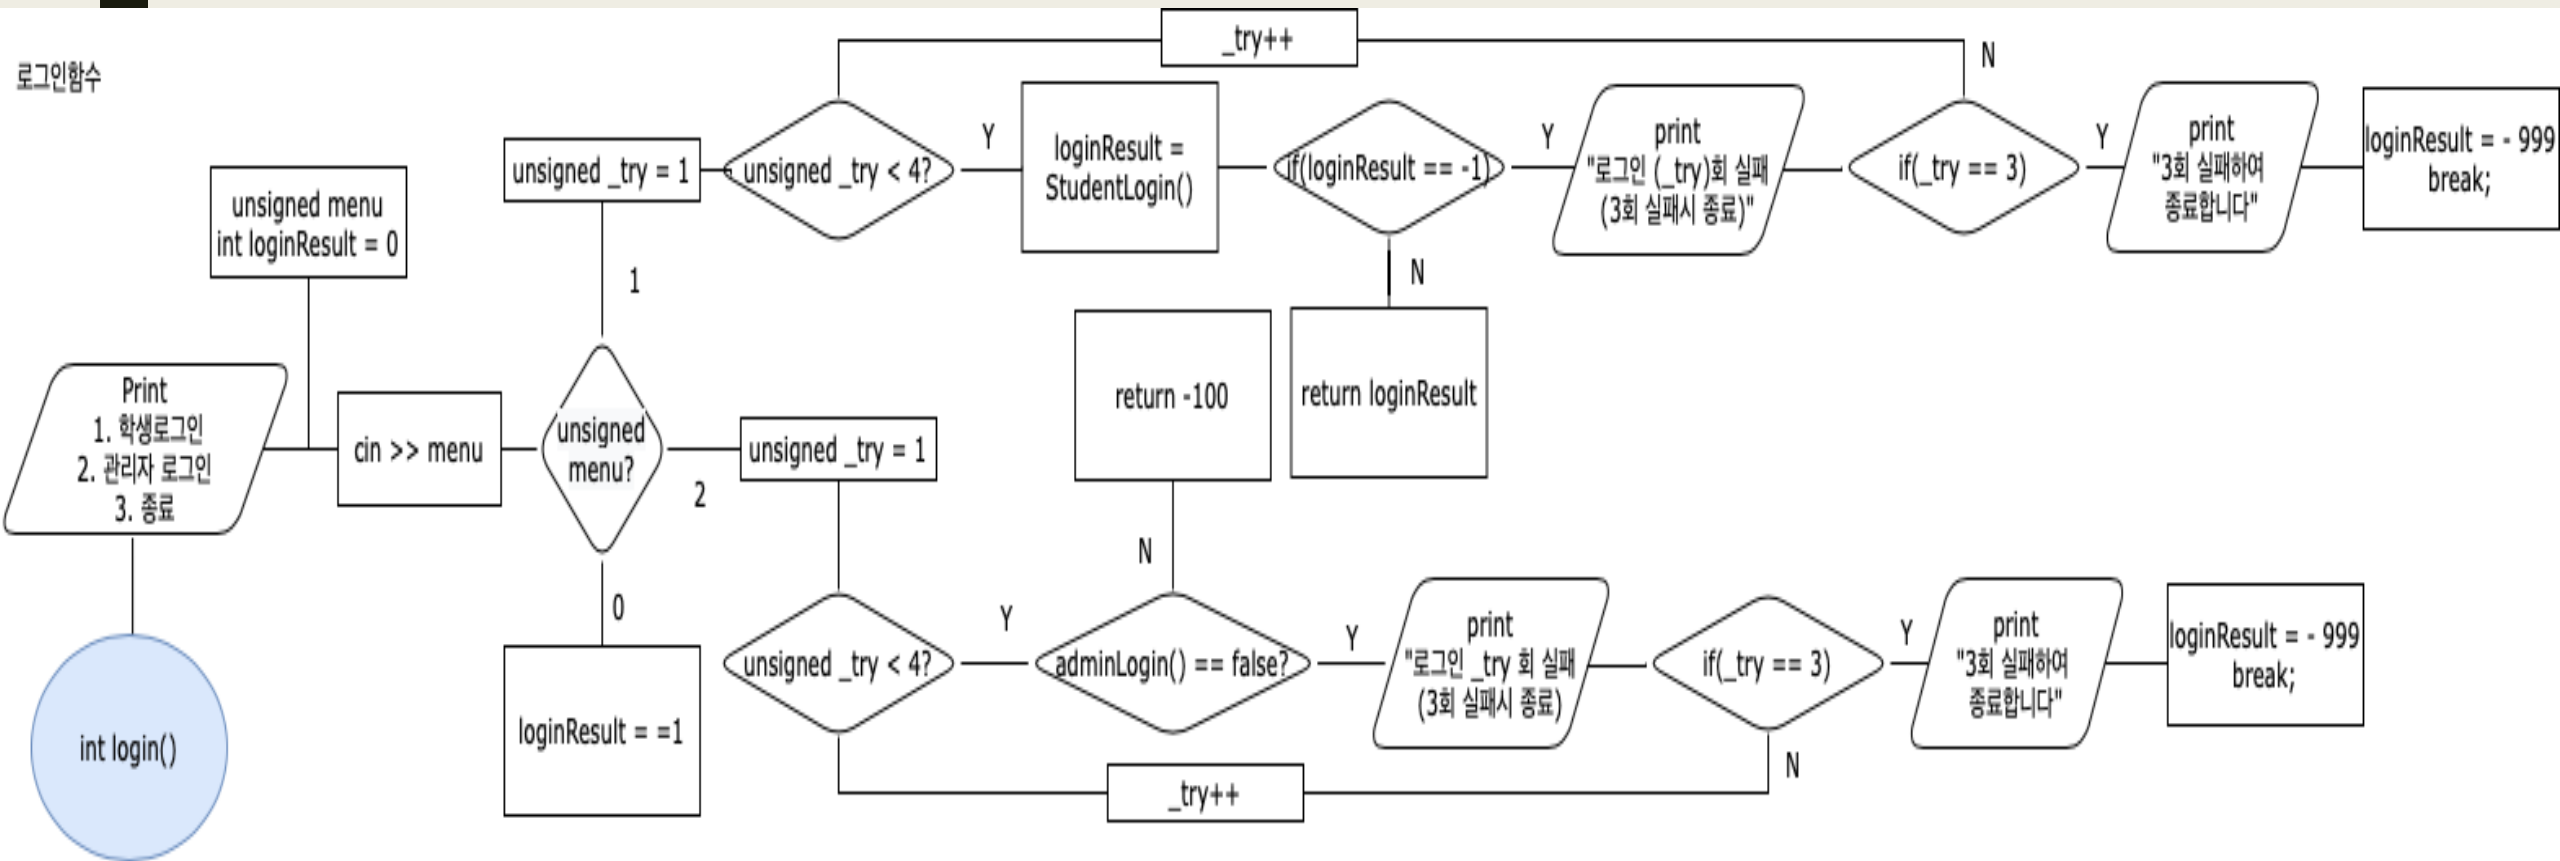 로그인함수
_try++
N
unsigned _try = 1
unsigned _try < 4?
Y
loginResult =
StudentLogin()
if(loginResult == -1)
Y
print
"로그인 (_try)회 실패
(3회 실패시 종료)"
if(_try == 3)
Y
print
"3회 실패하여
종료합니다"
loginResult = - 999
break;
unsigned menu
int loginResult = 0
1
N
return -100
return loginResult
Print
1. 학생로그인
2. 관리자 로그인
3. 종료
cin >> menu
unsigned
menu?
2
unsigned _try = 1
N
0
loginResult = =1
unsigned _try < 4?
Y
adminLogin() == false?
Y
print
"로그인 _try 회 실패
(3회 실패시 종료)
if(_try == 3)
Y
print
"3회 실패하여
종료합니다"
loginResult = - 999
break;
int login()
_try++
N